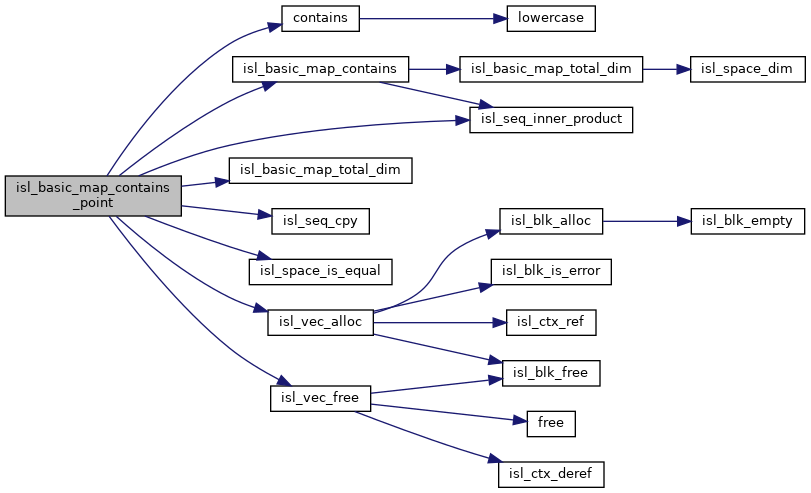 contains
lowercase
isl_basic_map_contains
isl_basic_map_total_dim
isl_space_dim
isl_seq_inner_product
isl_basic_map_contains
_point
isl_basic_map_total_dim
isl_seq_cpy
isl_blk_alloc
isl_blk_empty
isl_space_is_equal
isl_blk_is_error
isl_vec_alloc
isl_ctx_ref
isl_blk_free
isl_vec_free
free
isl_ctx_deref